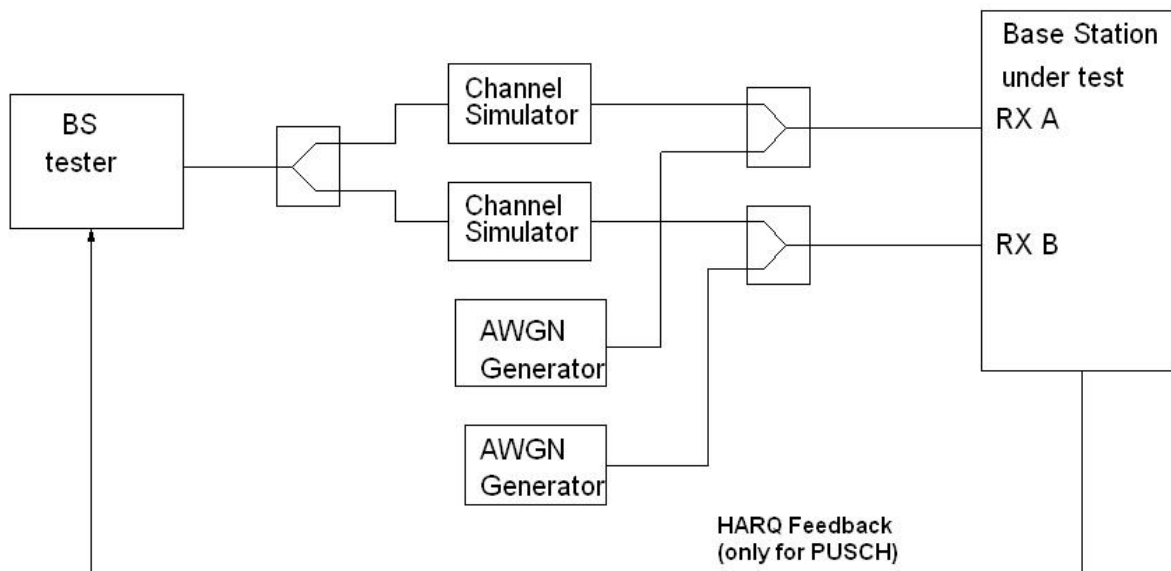 BS
tester
Channel
Simulator
Channel
Simulator
AWGN
Generator
AWGN
Generator
Base Station
under test
RX A
RX B
HARQ Feedback
(only for PUSCH)